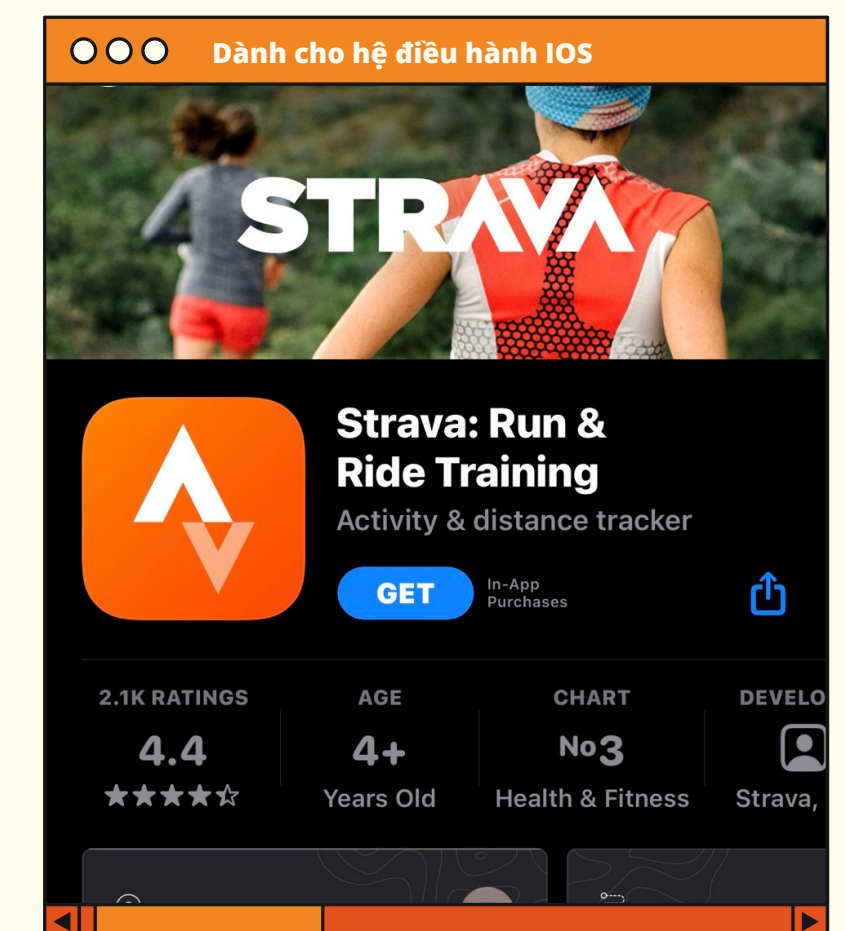 Dành cho hệ điều hành IOS
STRAVA
Strava: Run &
Ride Training
Activity & distance tracker
GET
In-App
Purchases
2.1K RATINGS
AGE
CHART
DEVELO
4.4
4+
No3
Years Old
Health & Fitness
Strava,